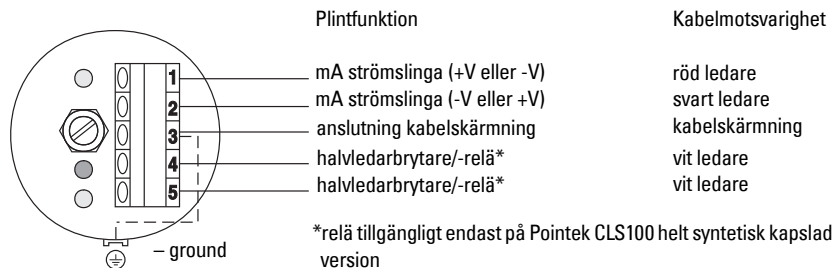 Plintfunktion Kabelmotsvarighet
1 mA strömslinga (+V eller -V) röd ledare
2 mA strömslinga (-V eller +V) svart ledare
3 anslutning kabelskärmning kabelskärmning
4 halvledarbrytare/-relä* vit ledare
5 halvledarbrytare/-relä* vit ledare
– ground
*relä tillgängligt endast på Pointek CLS100 helt syntetisk kapslad
version